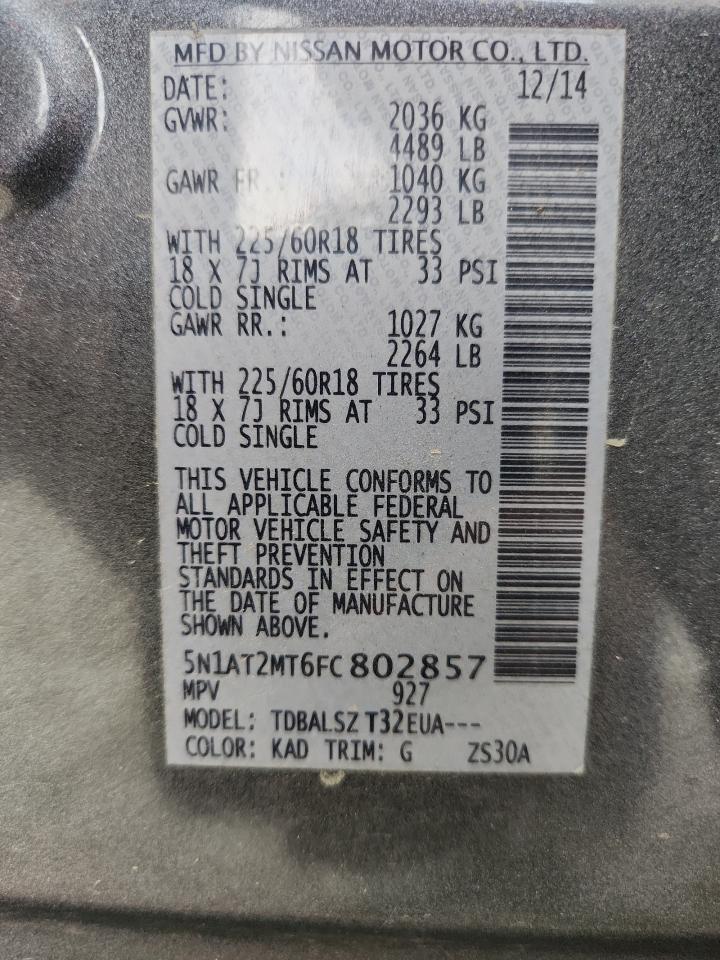 MFD BY NISSAN MOTOR CO., LTD.
DATE: 12/14
GVWR: 2036 KG
4489 LB
GAWR FR.: 1040 KG
2293 LB
WITH 225/60R18 TIRES
18 X 7J RIMS AT 33 PSI
COLD SINGLE
GAWR RR.: 1027 KG
2264 LB
WITH 225/60R18 TIRES
18 X 7J RIMS AT 33 PSI
COLD SINGLE
THIS VEHICLE CONFORMS TO
ALL APPLICABLE FEDERAL
MOTOR VEHICLE SAFETY AND
THEFT PREVENTION
STANDARDS IN EFFECT ON
THE DATE OF MANUFACTURE
SHOWN ABOVE.
5N1AT2MT6FC802857
MPV 927
MODEL: TDBALSZ T32EUA---
COLOR: KAD TRIM: G ZS30A